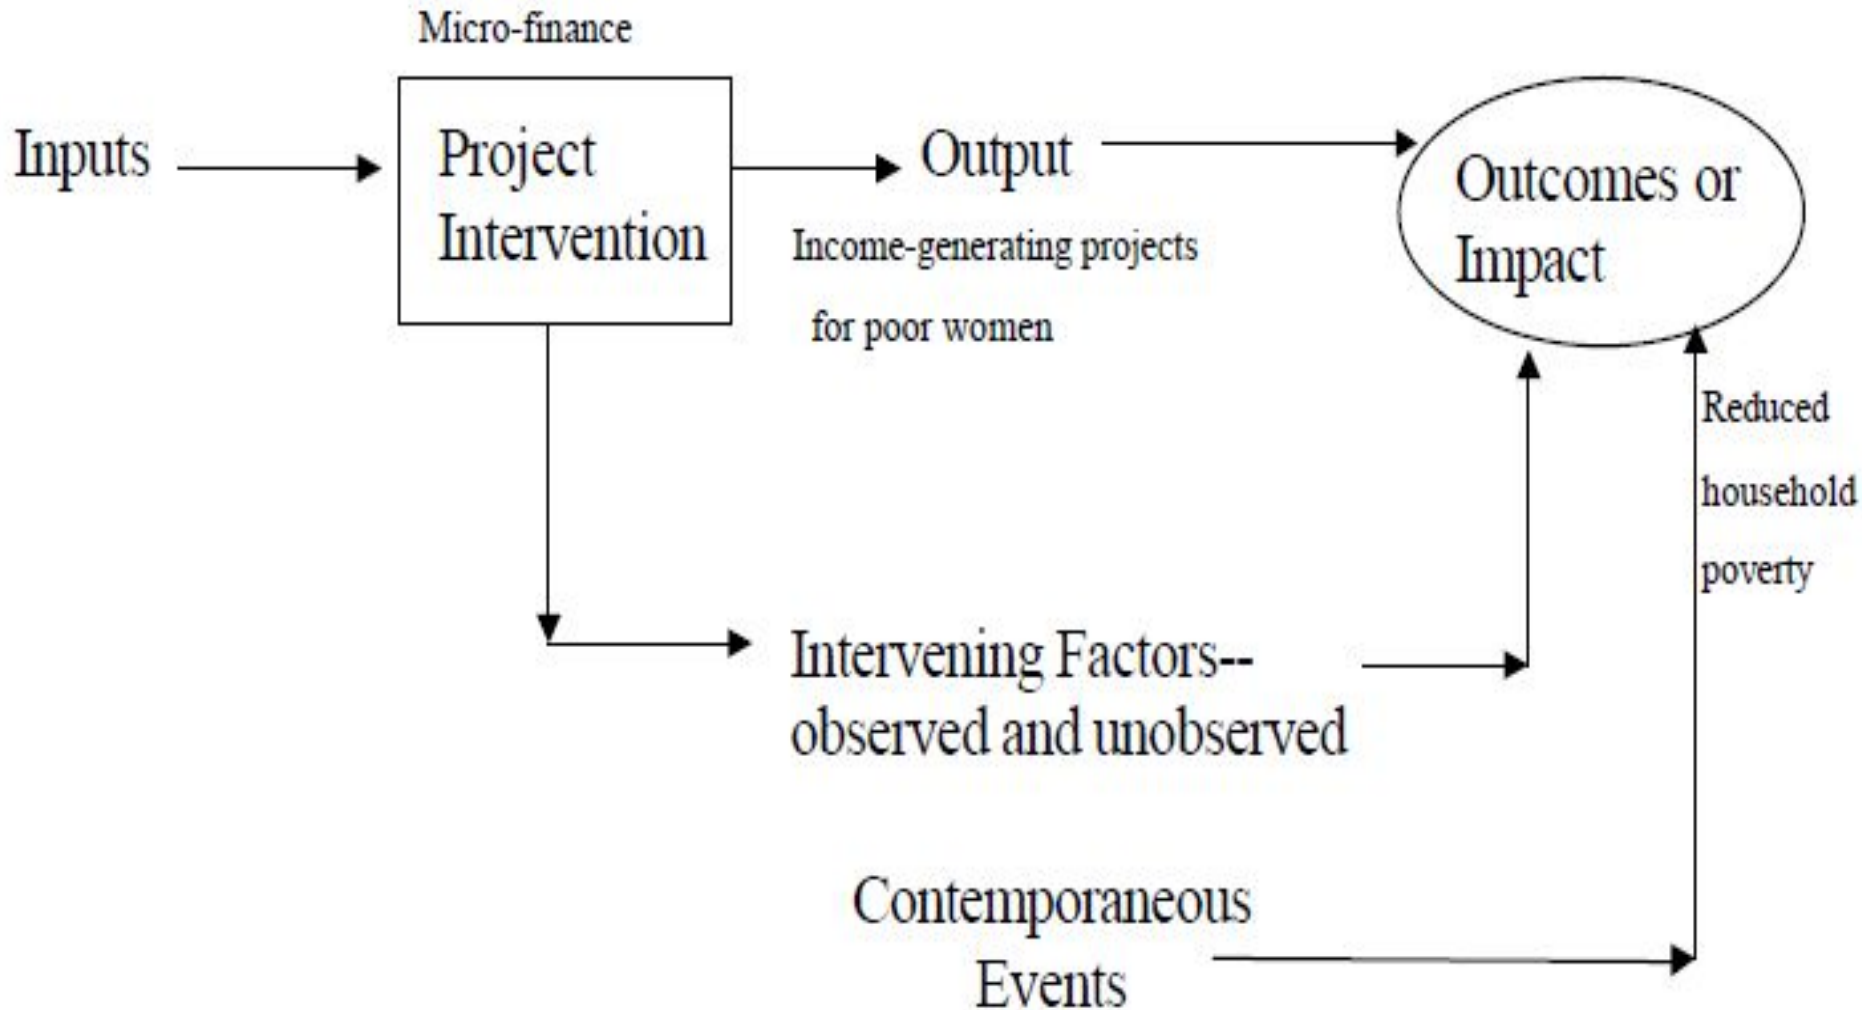 Micro-finance
Inputs
Project
Intervention
Output
Income-generating projects
for poor women
Outcomes or
Impact
Reduced
household
poverty
Intervening Factors--
observed and unobserved
Contemporaneous
Events